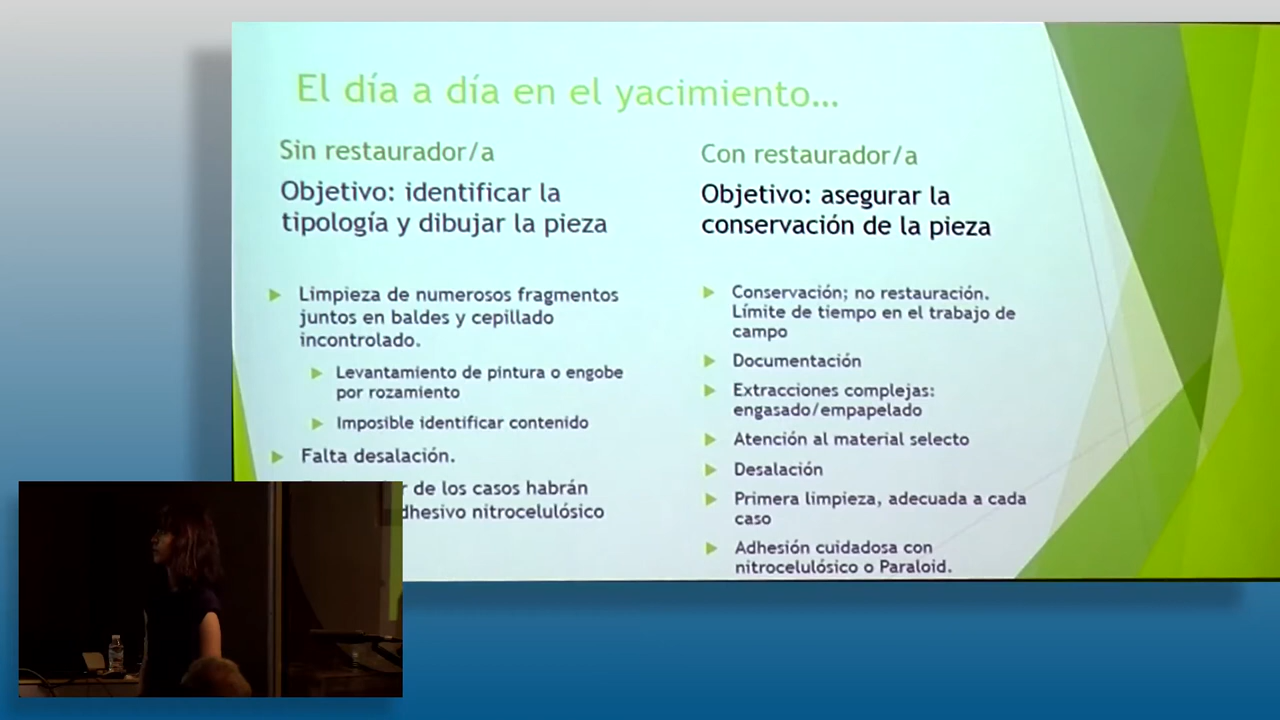 El día a día en el yacimiento...
Sin restaurador/a
Objetivo: identificar la
tipología y dibujar la pieza
Limpieza de numerosos fragmentos
juntos en baldes y cepillado
incontrolado.
Levantamiento de pintura o engobe
por rozamiento
Imposible identificar contenido
Falta desalación.
de los casos habrán
dhesivo nitrocelulósico
Con restaurador/a
Objetivo: asegurar la
conservación de la pieza
Conservación; no restauración.
Límite de tiempo en el trabajo de
campo
Documentación
Extracciones complejas:
engasado/empapelado
Atención al material selecto
Desalación
Primera limpieza, adecuada a cada
caso
Adhesión cuidadosa con
nitrocelulósico o Paraloid.